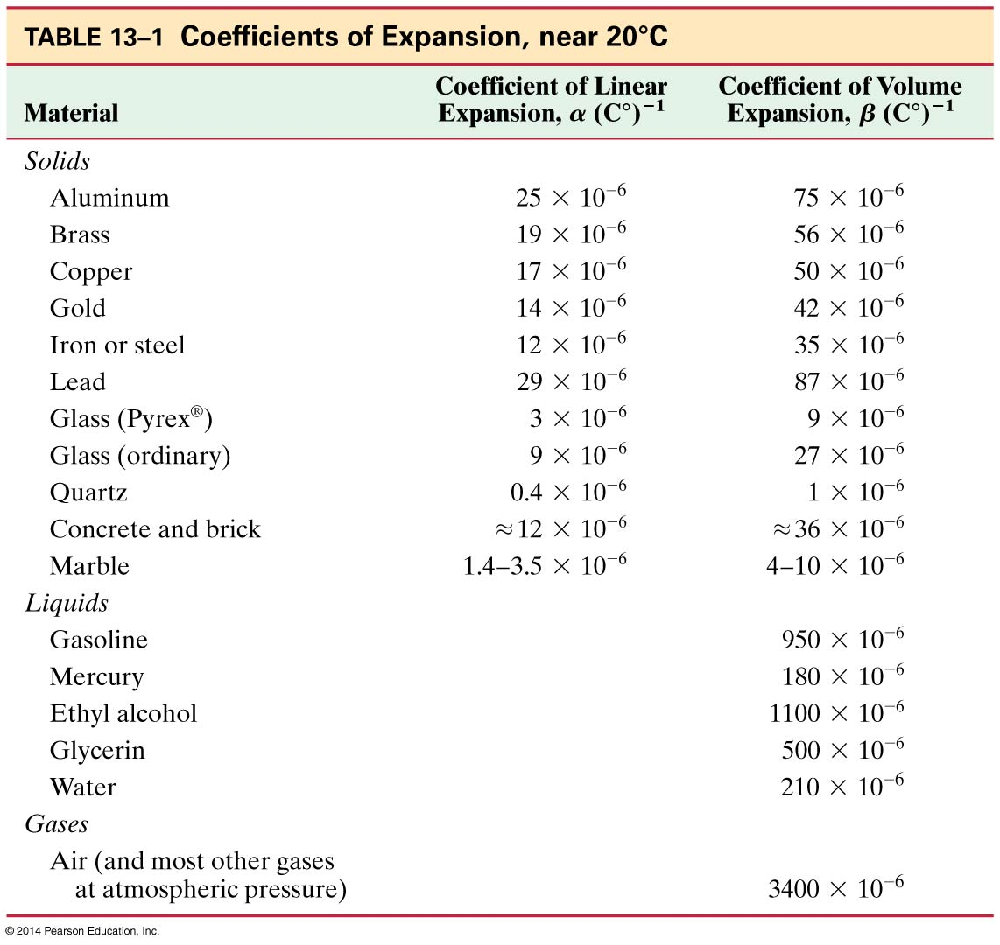 TABLE 13–1 Coefficients of Expansion, near 20°C
Material Coefficient of Linear Expansion, α (C°)⁻¹ Coefficient of Volume Expansion, β (C°)⁻¹
Solids
Aluminum 25 × 10⁻⁶ 75 × 10⁻⁶
Brass 19 × 10⁻⁶ 56 × 10⁻⁶
Copper 17 × 10⁻⁶ 50 × 10⁻⁶
Gold 14 × 10⁻⁶ 42 × 10⁻⁶
Iron or steel 12 × 10⁻⁶ 35 × 10⁻⁶
Lead 29 × 10⁻⁶ 87 × 10⁻⁶
Glass (Pyrex®) 3 × 10⁻⁶ 9 × 10⁻⁶
Glass (ordinary) 9 × 10⁻⁶ 27 × 10⁻⁶
Quartz 0.4 × 10⁻⁶ 1 × 10⁻⁶
Concrete and brick ≈12 × 10⁻⁶ ≈36 × 10⁻⁶
Marble 1.4–3.5 × 10⁻⁶ 4–10 × 10⁻⁶
Liquids
Gasoline 950 × 10⁻⁶
Mercury 180 × 10⁻⁶
Ethyl alcohol 1100 × 10⁻⁶
Glycerin 500 × 10⁻⁶
Water 210 × 10⁻⁶
Gases
Air (and most other gases
at atmospheric pressure) 3400 × 10⁻⁶
© 2014 Pearson Education, Inc.